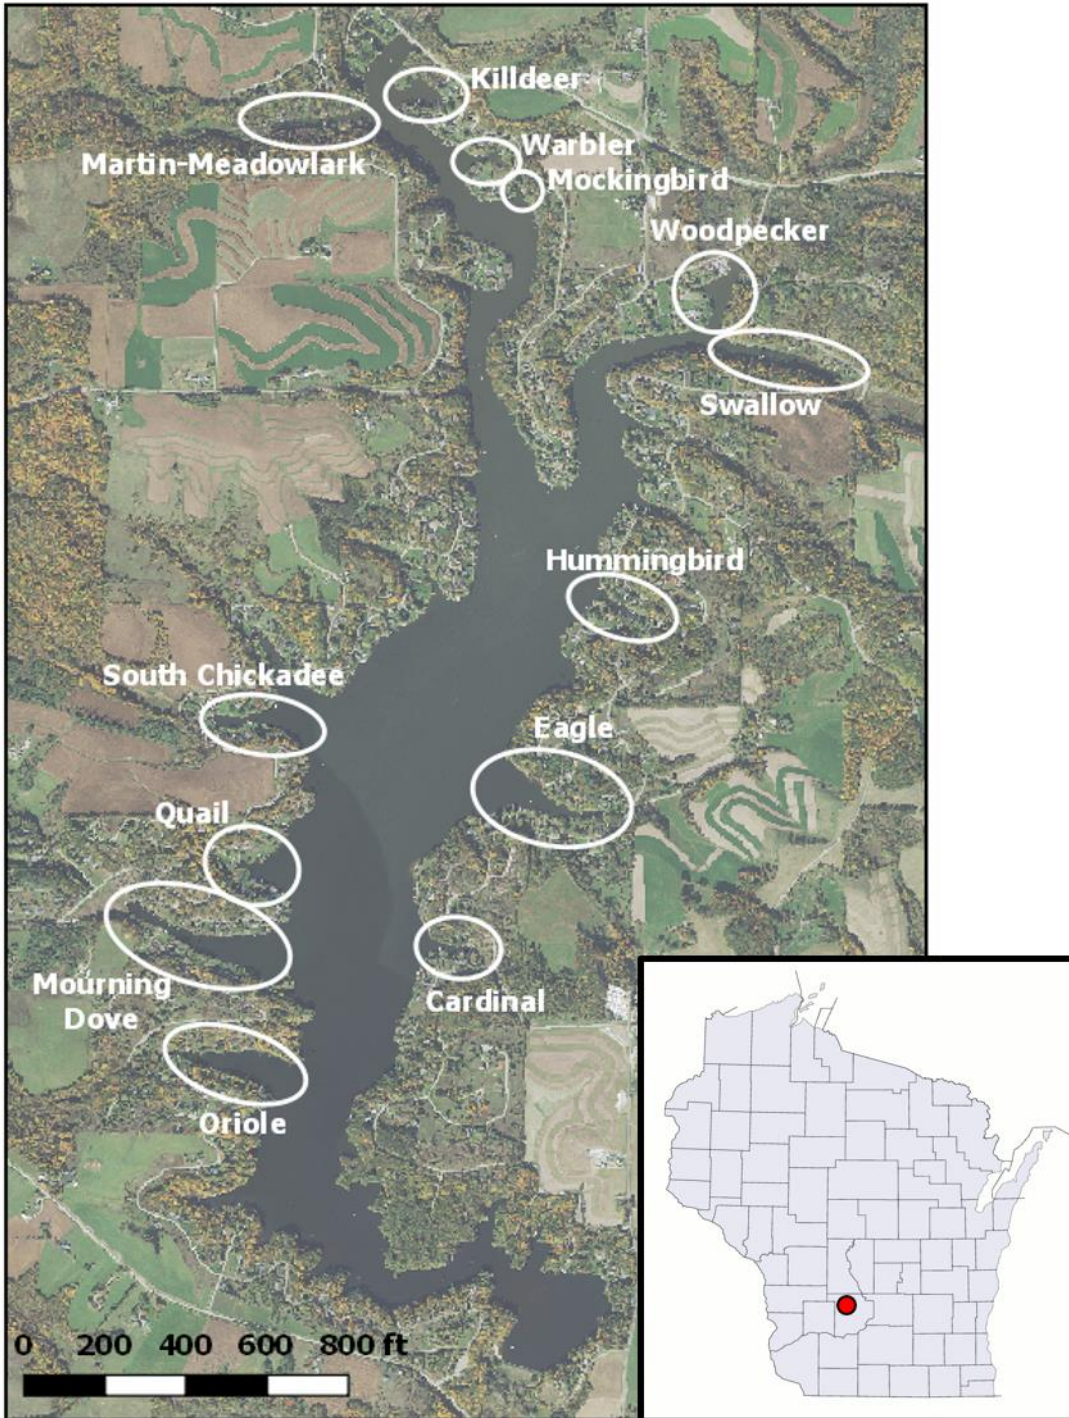 Killdeer
Warbler
Martin-Meadowlark
Mockingbird
Woodpecker
Swallow
Hummingbird
South Chickadee
Eagle
Quail
Mourning
Dove
Cardinal
Oriole
0 200 400 600 800 ft